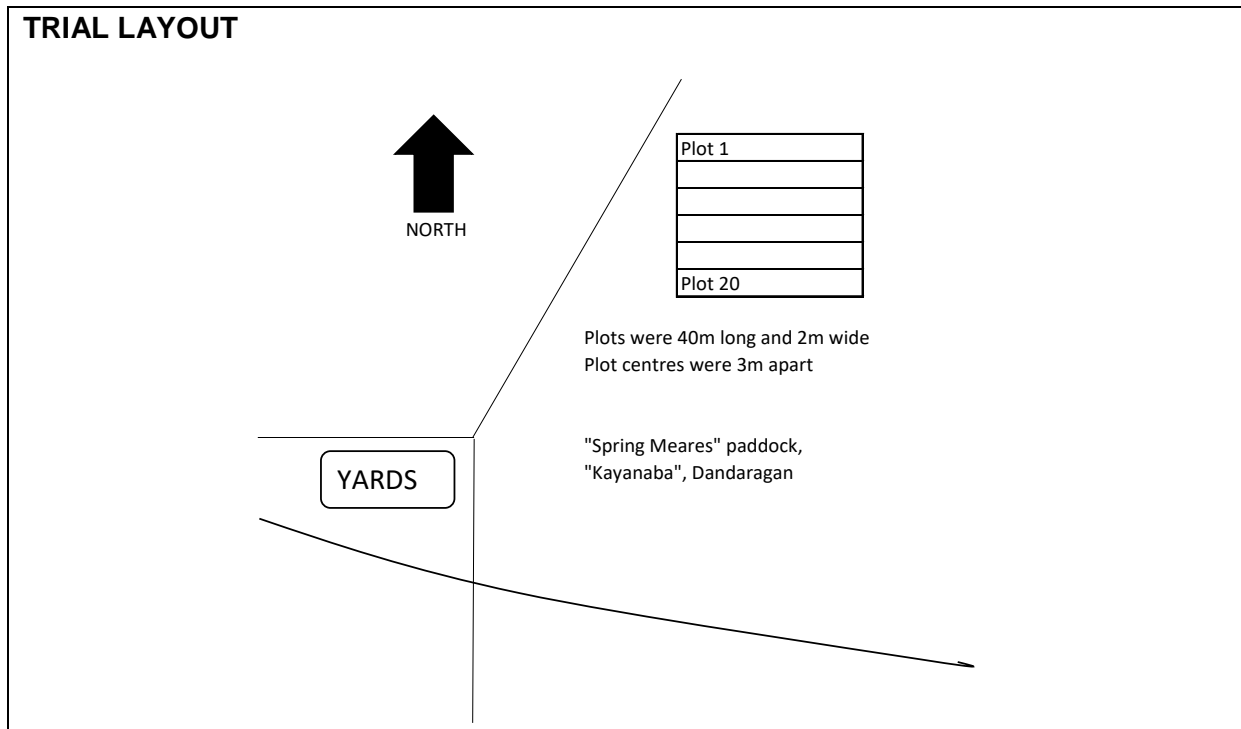 TRIAL LAYOUT
NORTH
Plot 1
Plot 20
Plots were 40m long and 2m wide
Plot centres were 3m apart
"Spring Meares" paddock,
"Kayanaba", Dandaragan
YARDS